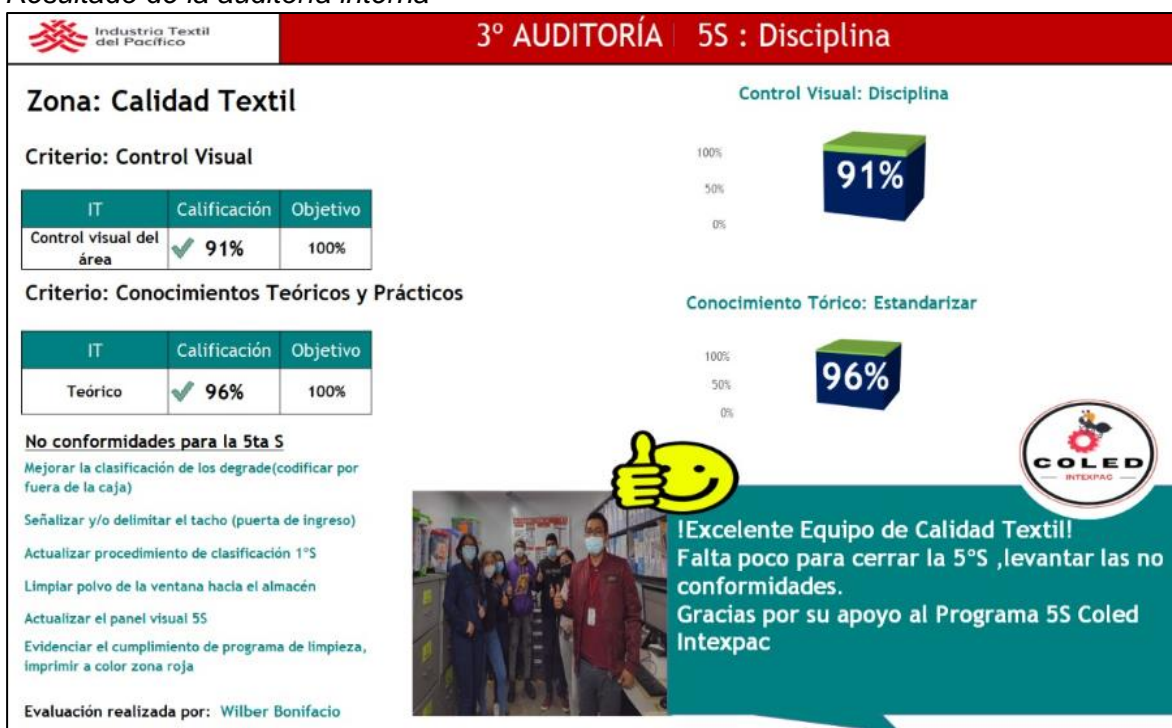 Resultado de la auditoría interna
Industria Textil
del Pacífico
3º AUDITORÍA | 5S : Disciplina
Zona: Calidad Textil
Criterio: Control Visual
IT Calificación Objetivo
Control visual del
área
91% 100%
Criterio: Conocimientos Teóricos y Prácticos
IT Calificación Objetivo
Teórico 96% 100%
No conformidades para la 5ta S
Mejorar la clasificación de los degrade(codificar por
fuera de la caja)
Señalizar y/o delimitar el tacho (puerta de ingreso)
Actualizar procedimiento de clasificación 1ºS
Limpiar polvo de la ventana hacia el almacén
Actualizar el panel visual 5S
Evidenciar el cumplimiento de programa de limpieza,
imprimir a color zona roja
Evaluación realizada por: Wilber Bonifacio
Control Visual: Disciplina
100%
50%
0%
91%
Conocimiento Tórico: Estandarizar
100%
50%
0%
96%
COLED
INTEXPAC
!Excelente Equipo de Calidad Textil!
Falta poco para cerrar la 5ºS ,levantar las no
conformidades.
Gracias por su apoyo al Programa 5S Coled
Intexpac